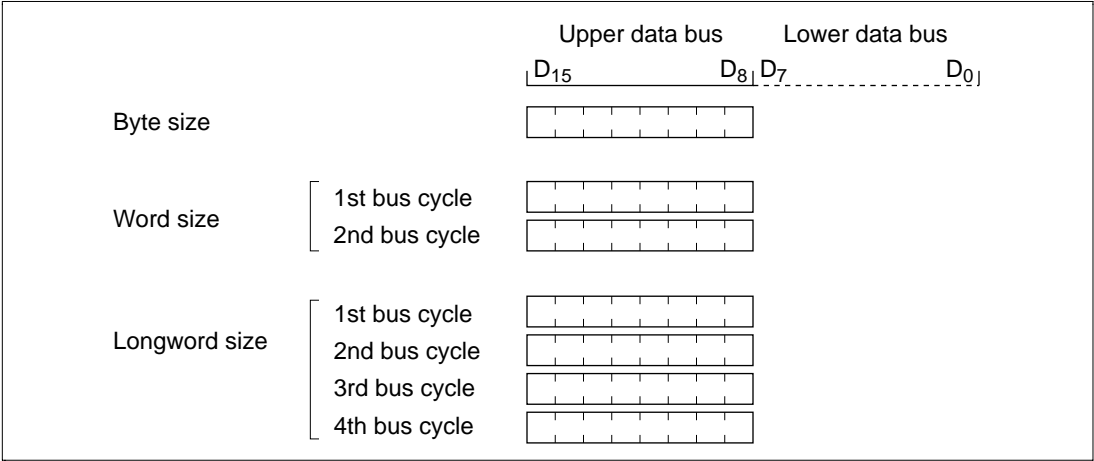 Upper data bus Lower data bus
D15 D8 D7 D0
Byte size
Word size
1st bus cycle
2nd bus cycle
Longword size
1st bus cycle
2nd bus cycle
3rd bus cycle
4th bus cycle